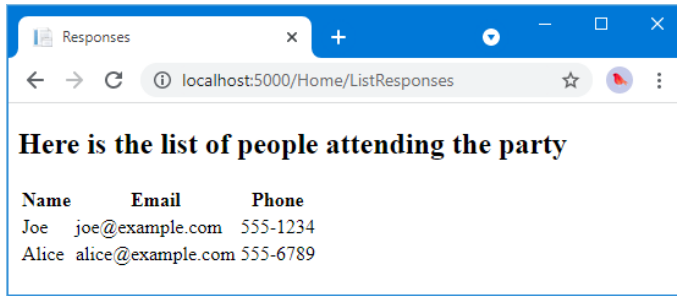 Responses
localhost:5000/Home/ListResponses
Here is the list of people attending the party
Name Email Phone
Joe joe@example.com 555-1234
Alice alice@example.com 555-6789